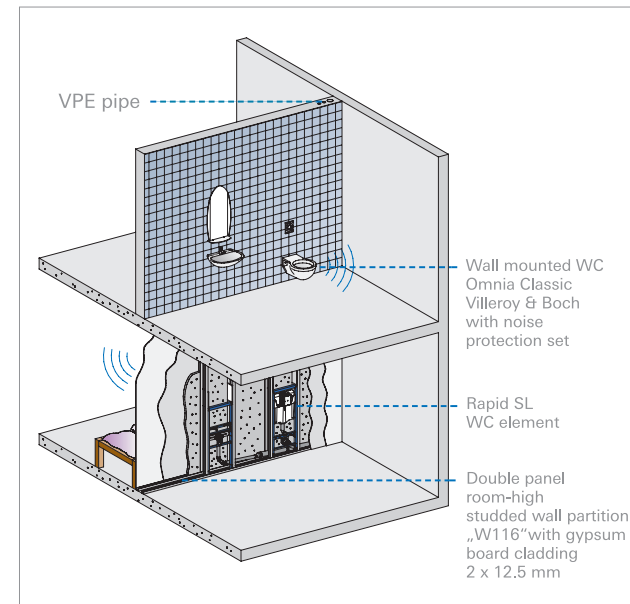 VPE pipe
Wall mounted WC
Omnia Classic
Villeroy & Boch
with noise
protection set
Rapid SL
WC element
Double panel
room-high
studded wall partition
„W116“with gypsum
board cladding
2 x 12.5 mm